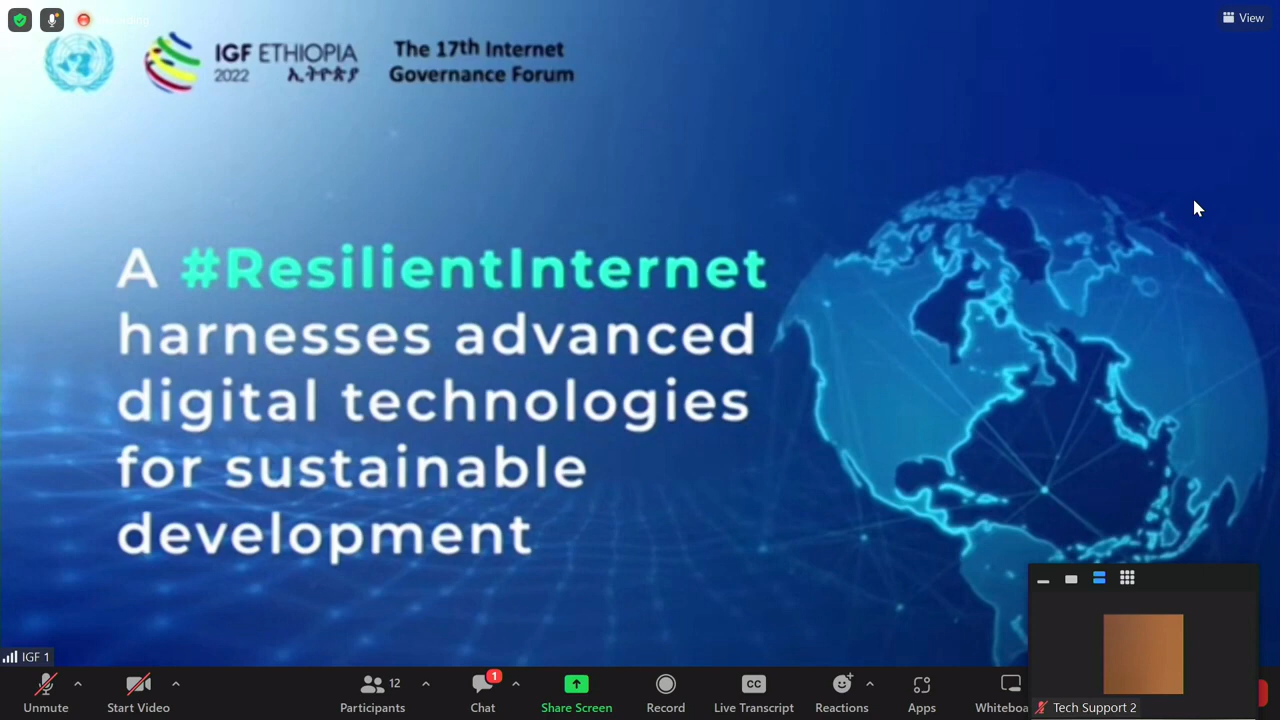 Recording
View
IGF ETHIOPIA
2022 ኢትዮጵያ
The 17th Internet
Governance Forum
A #ResilientInternet
harnesses advanced
digital technologies
for sustainable
development
IGF 1
Unmute
Start Video
12
Participants
1
Chat
Share Screen
Record
CC
Live Transcript
Reactions
Apps
Whiteboa
Tech Support 2